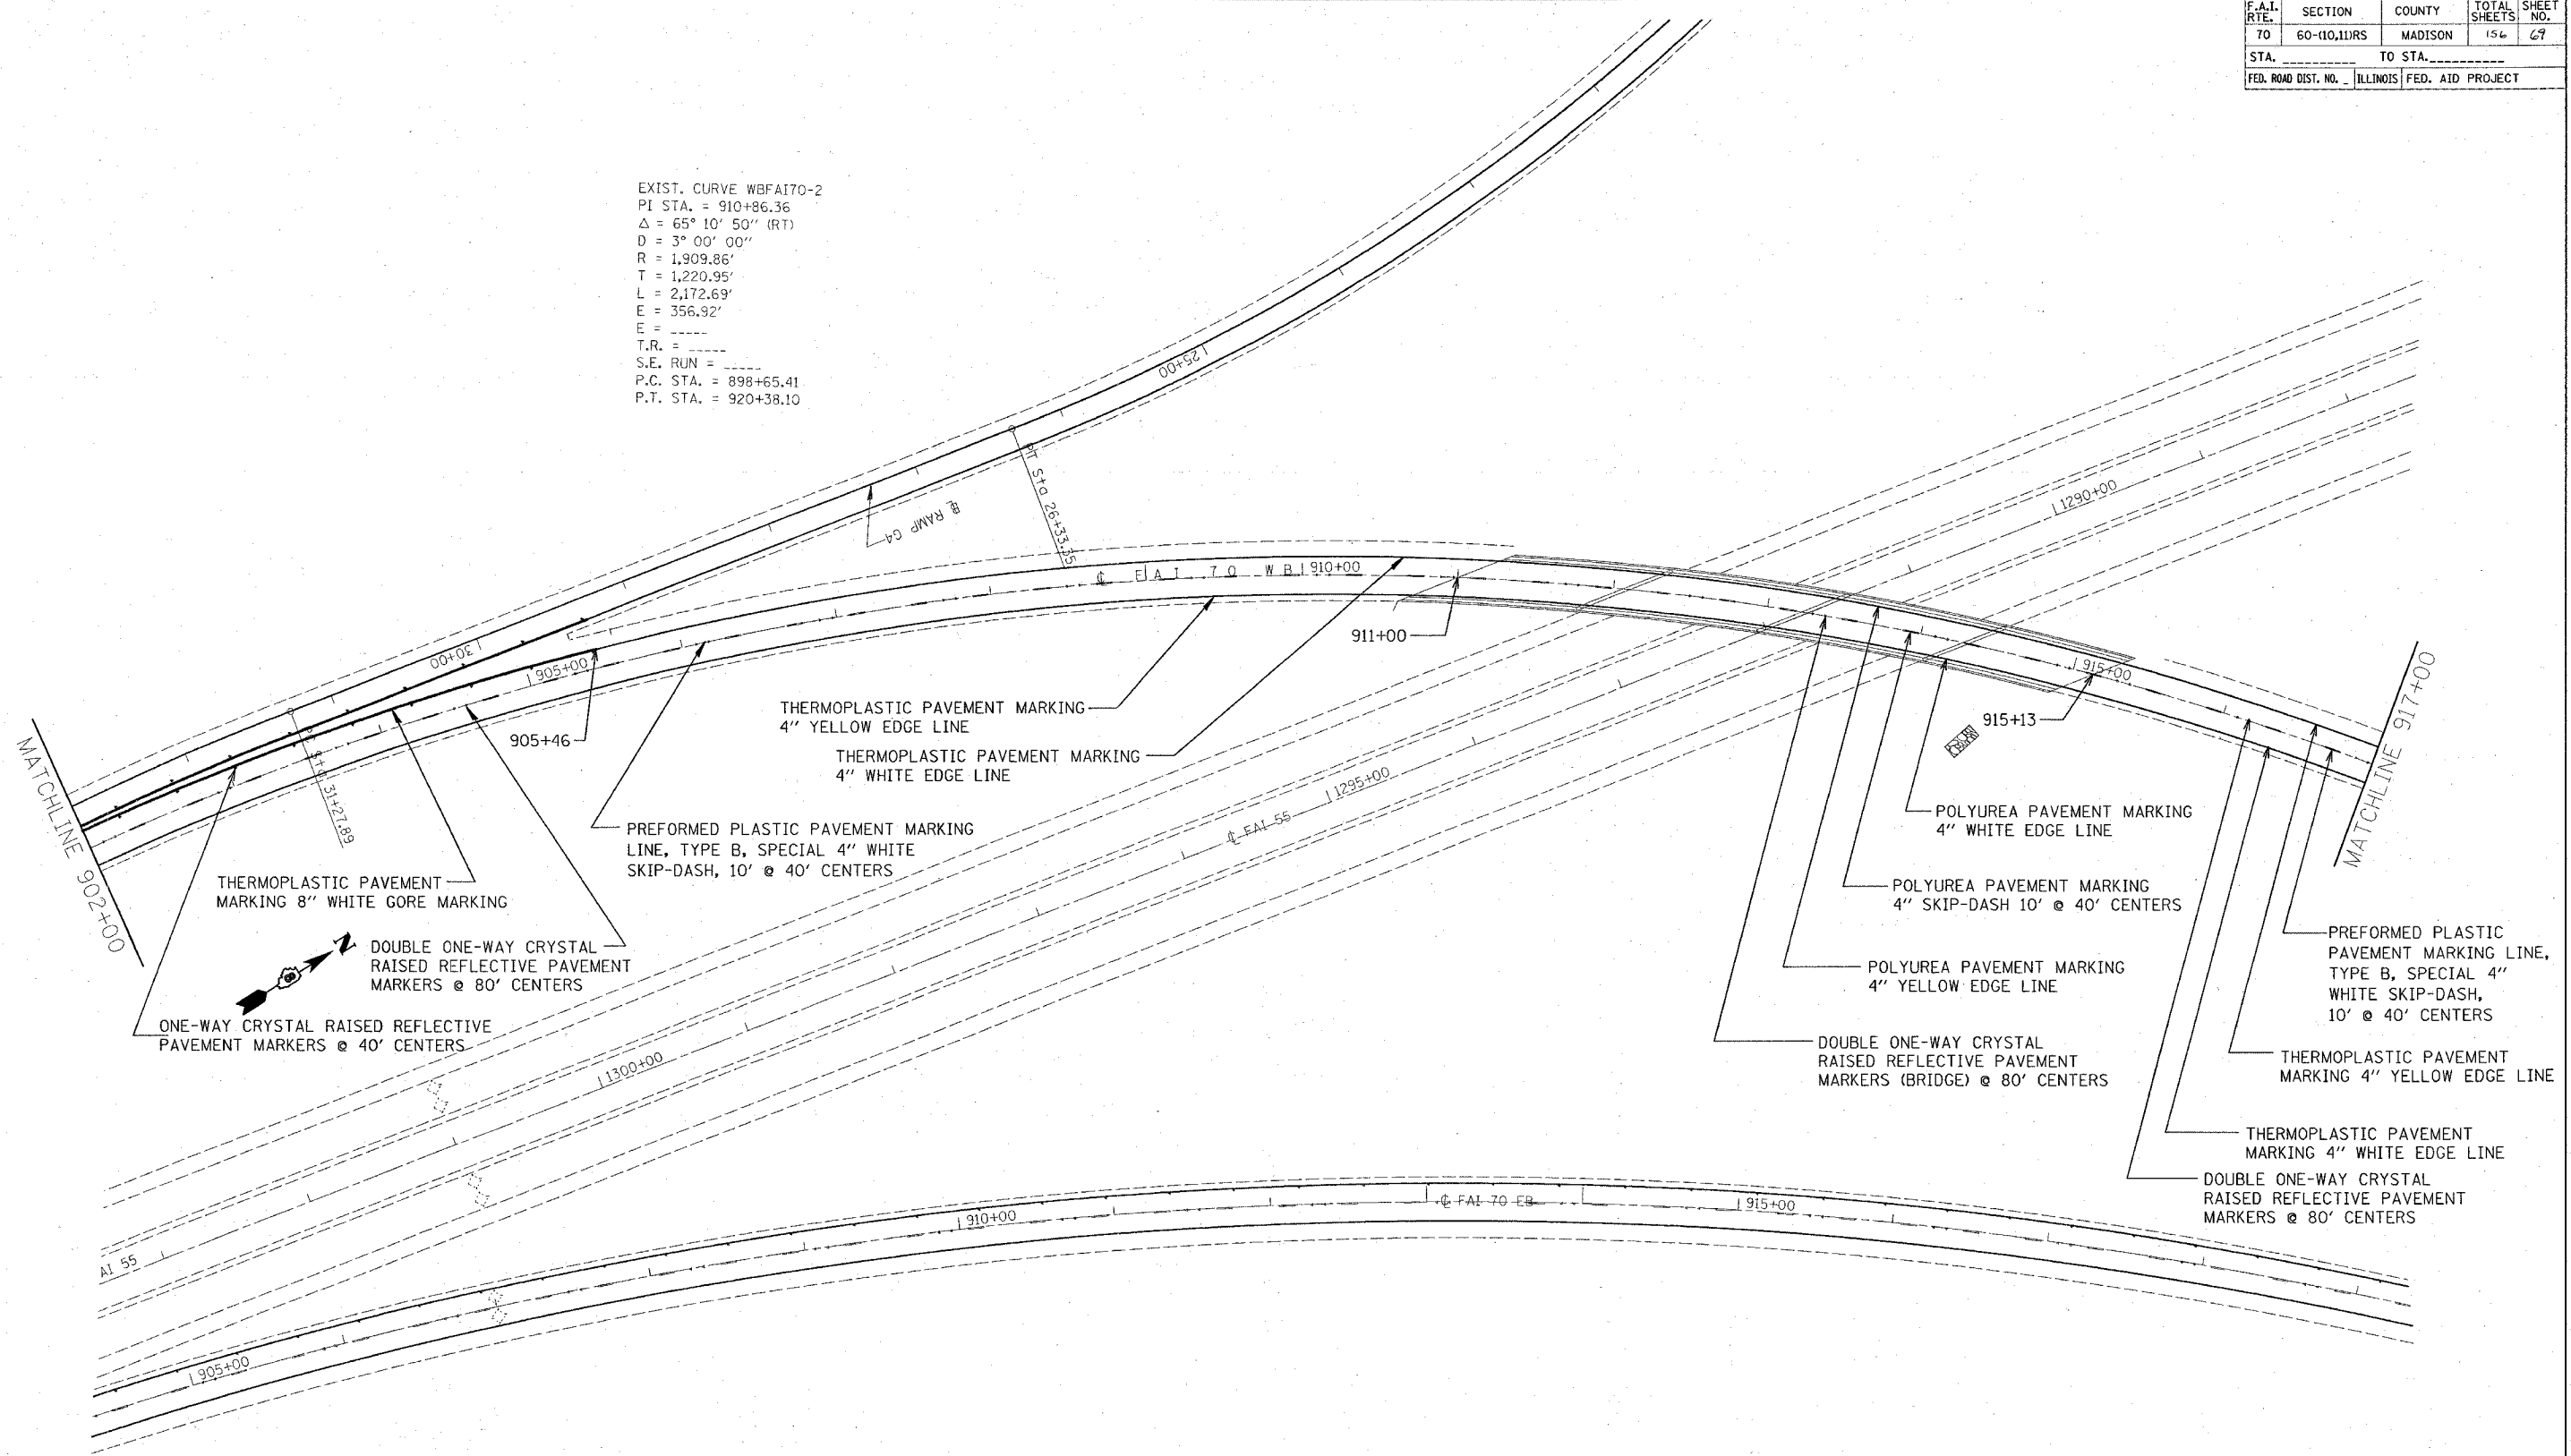 F.A.I. RTE. SECTION COUNTY TOTAL SHEETS SHEET NO.
70 60-(10,11)RS MADISON 156 69
STA. __________ TO STA.__________
FED. ROAD DIST. NO. _ ILLINOIS FED. AID PROJECT
EXIST. CURVE WBFAI70-2
PI STA. = 910+86.36
Δ = 65° 10' 50'' (RT)
D = 3° 00' 00''
R = 1,909.86'
T = 1,220.95'
L = 2,172.69'
E = 356.92'
E = _____
T.R. = _____
S.E. RUN = _____
P.C. STA. = 898+65.41
P.T. STA. = 920+38.10
25+00
PT Sta 26+33.35
℄ RAMP G4
1290+00
℄ FAI 70 WB 910+00
911+00
30+00
905+00
905+46
915+00
915+13
MATCHLINE 917+00
MATCHLINE 902+00
Sta. 31+27.89
THERMOPLASTIC PAVEMENT MARKING
4'' YELLOW EDGE LINE
THERMOPLASTIC PAVEMENT MARKING
4'' WHITE EDGE LINE
1295+00
℄ FAI 55
PREFORMED PLASTIC PAVEMENT MARKING
LINE, TYPE B, SPECIAL 4'' WHITE
SKIP-DASH, 10' @ 40' CENTERS
THERMOPLASTIC PAVEMENT
MARKING 8'' WHITE GORE MARKING
N
DOUBLE ONE-WAY CRYSTAL
RAISED REFLECTIVE PAVEMENT
MARKERS @ 80' CENTERS
ONE-WAY CRYSTAL RAISED REFLECTIVE
PAVEMENT MARKERS @ 40' CENTERS
POLYUREA PAVEMENT MARKING
4'' WHITE EDGE LINE
POLYUREA PAVEMENT MARKING
4'' SKIP-DASH 10' @ 40' CENTERS
POLYUREA PAVEMENT MARKING
4'' YELLOW EDGE LINE
DOUBLE ONE-WAY CRYSTAL
RAISED REFLECTIVE PAVEMENT
MARKERS (BRIDGE) @ 80' CENTERS
PREFORMED PLASTIC
PAVEMENT MARKING LINE,
TYPE B, SPECIAL 4''
WHITE SKIP-DASH,
10' @ 40' CENTERS
THERMOPLASTIC PAVEMENT
MARKING 4'' YELLOW EDGE LINE
THERMOPLASTIC PAVEMENT
MARKING 4'' WHITE EDGE LINE
DOUBLE ONE-WAY CRYSTAL
RAISED REFLECTIVE PAVEMENT
MARKERS @ 80' CENTERS
1300+00
AI 55
905+00
910+00
℄ FAI 70 EB
915+00